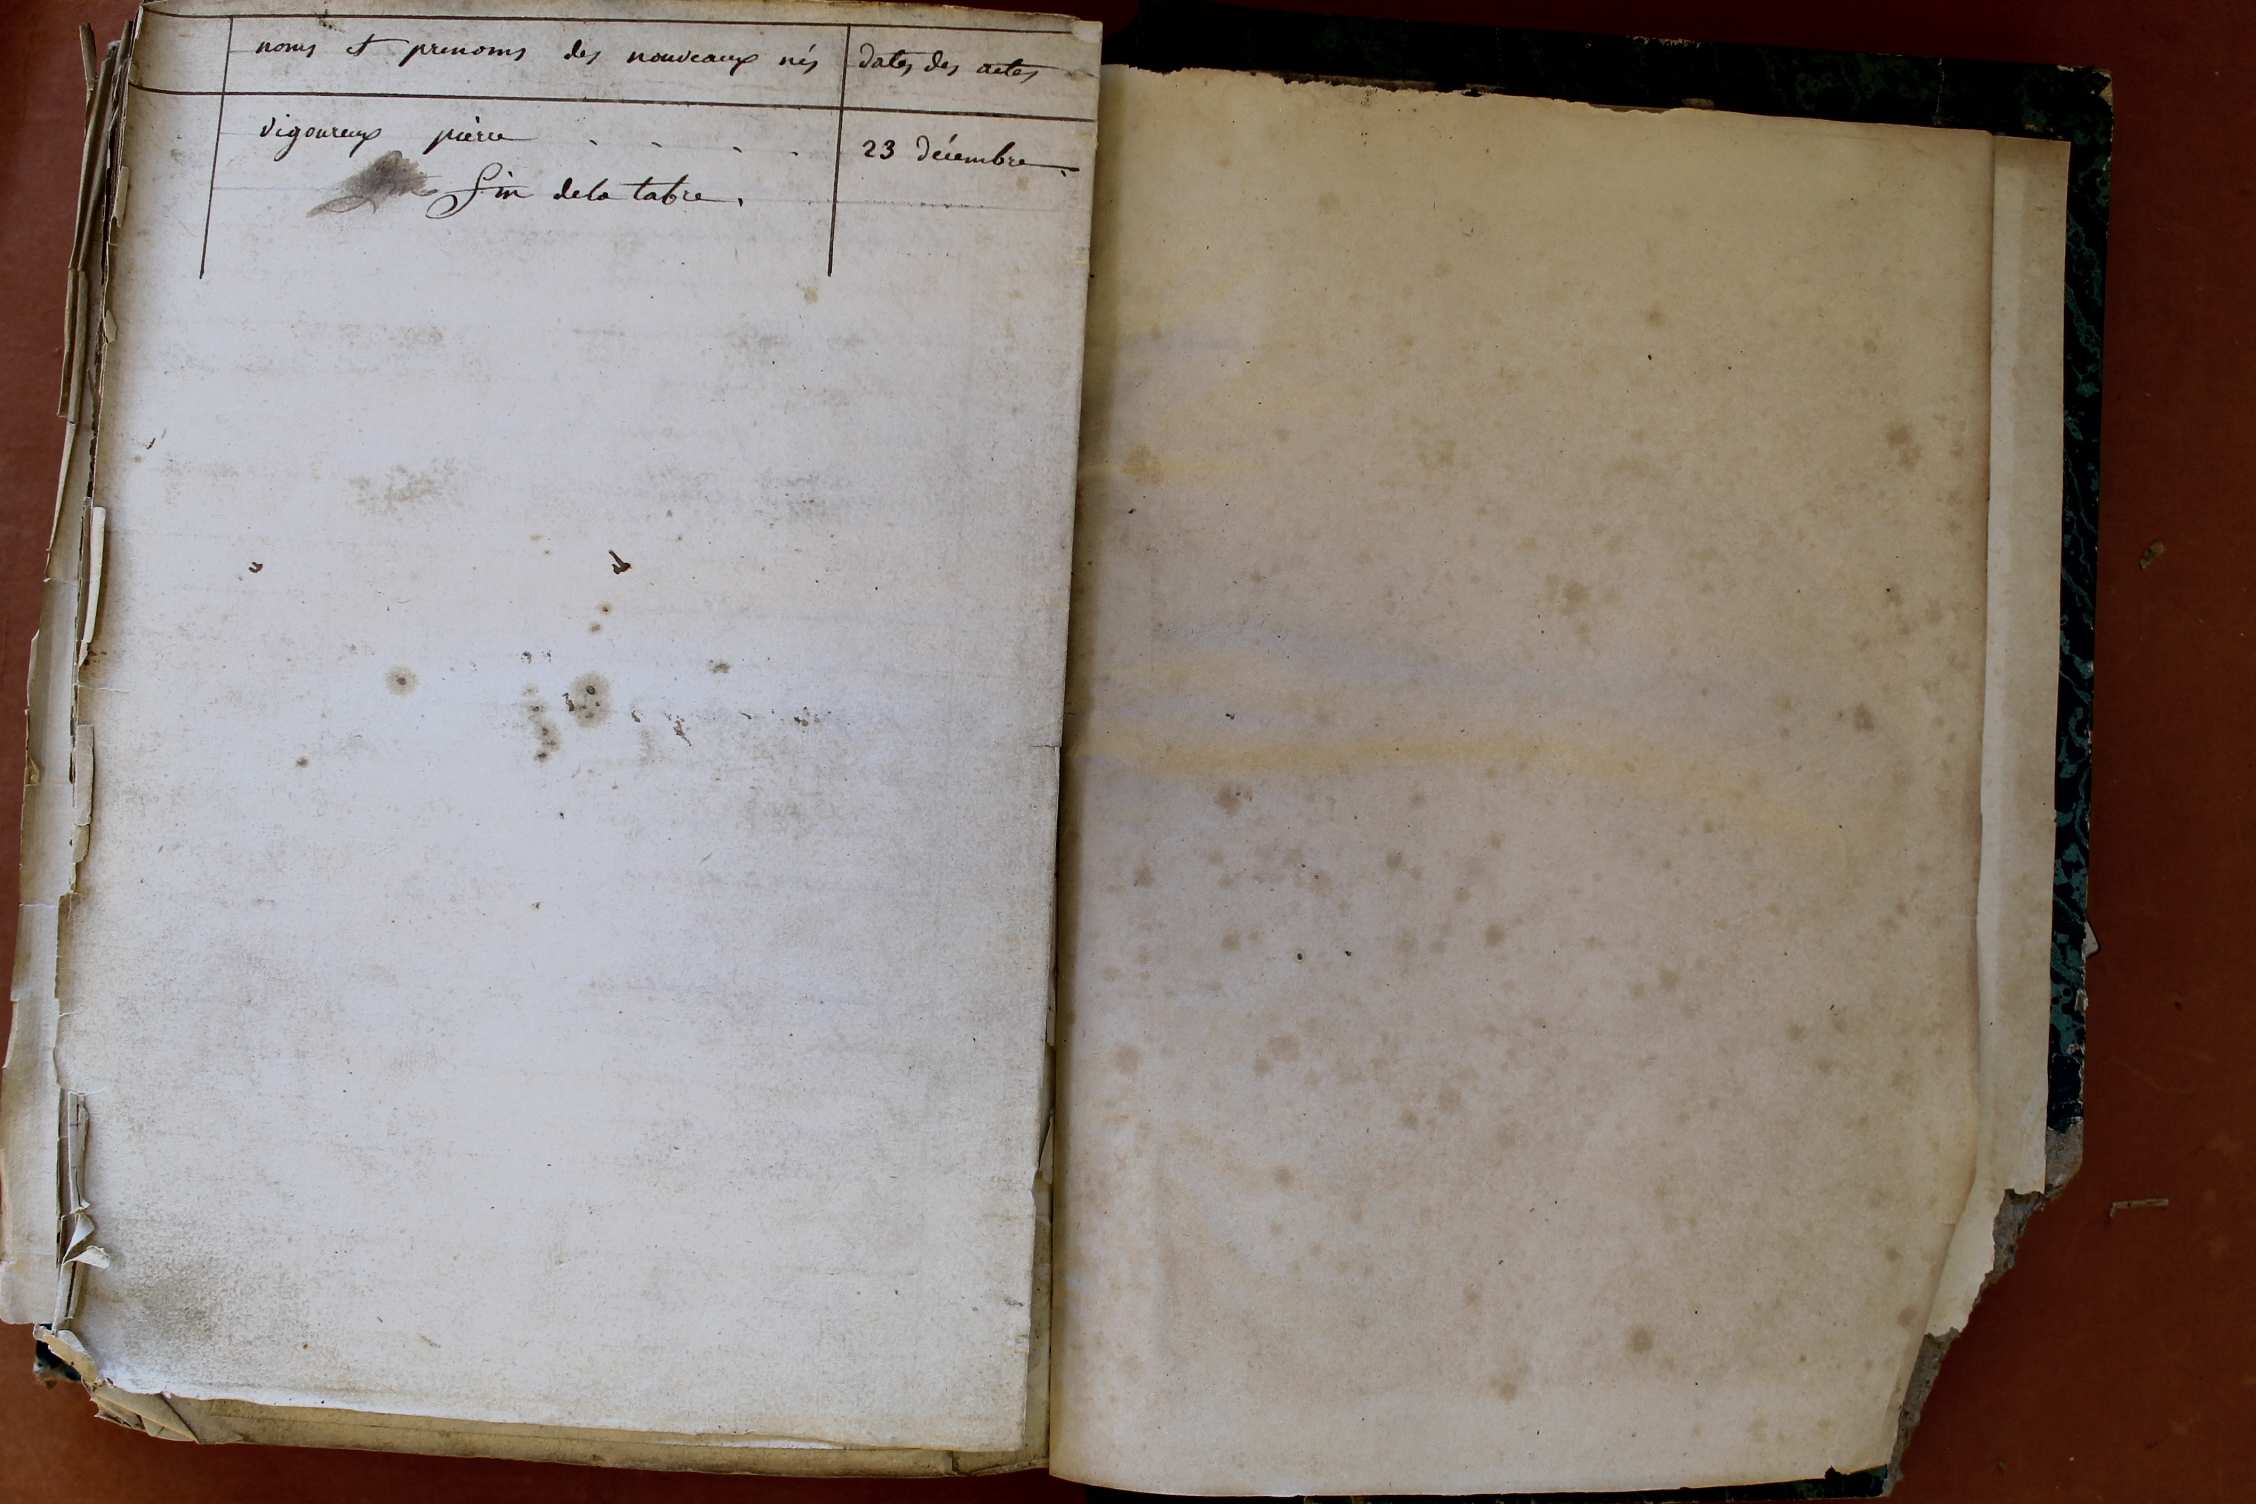 noms et prenoms des nouveaux nés dates des actes
vigoureux pierre . . . . 23 décembre.
fin de la table.